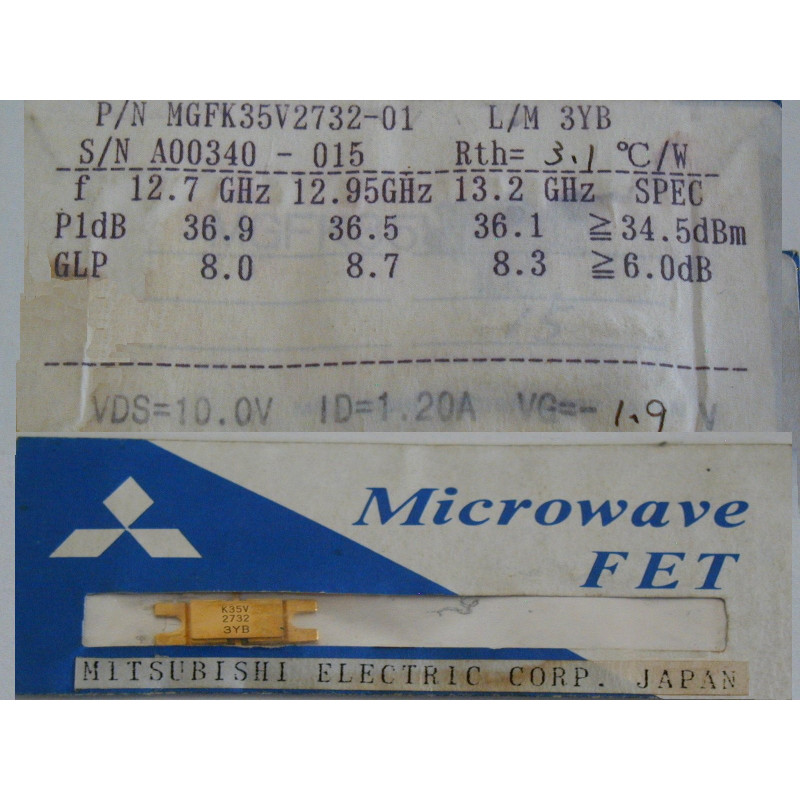 P/N MGFK35V2732-01 L/M 3YB
S/N A00340 - 015 Rth= 3.1 °C/W
f 12.7 GHz 12.95GHz 13.2 GHz SPEC
P1dB 36.9 36.5 36.1 ≧34.5dBm
GLP 8.0 8.7 8.3 ≧6.0dB
VDS=10.0V ID=1.20A VG=-1.9 V
Microwave
FET
K35V
2732
3YB
MITSUBISHI ELECTRIC CORP. JAPAN